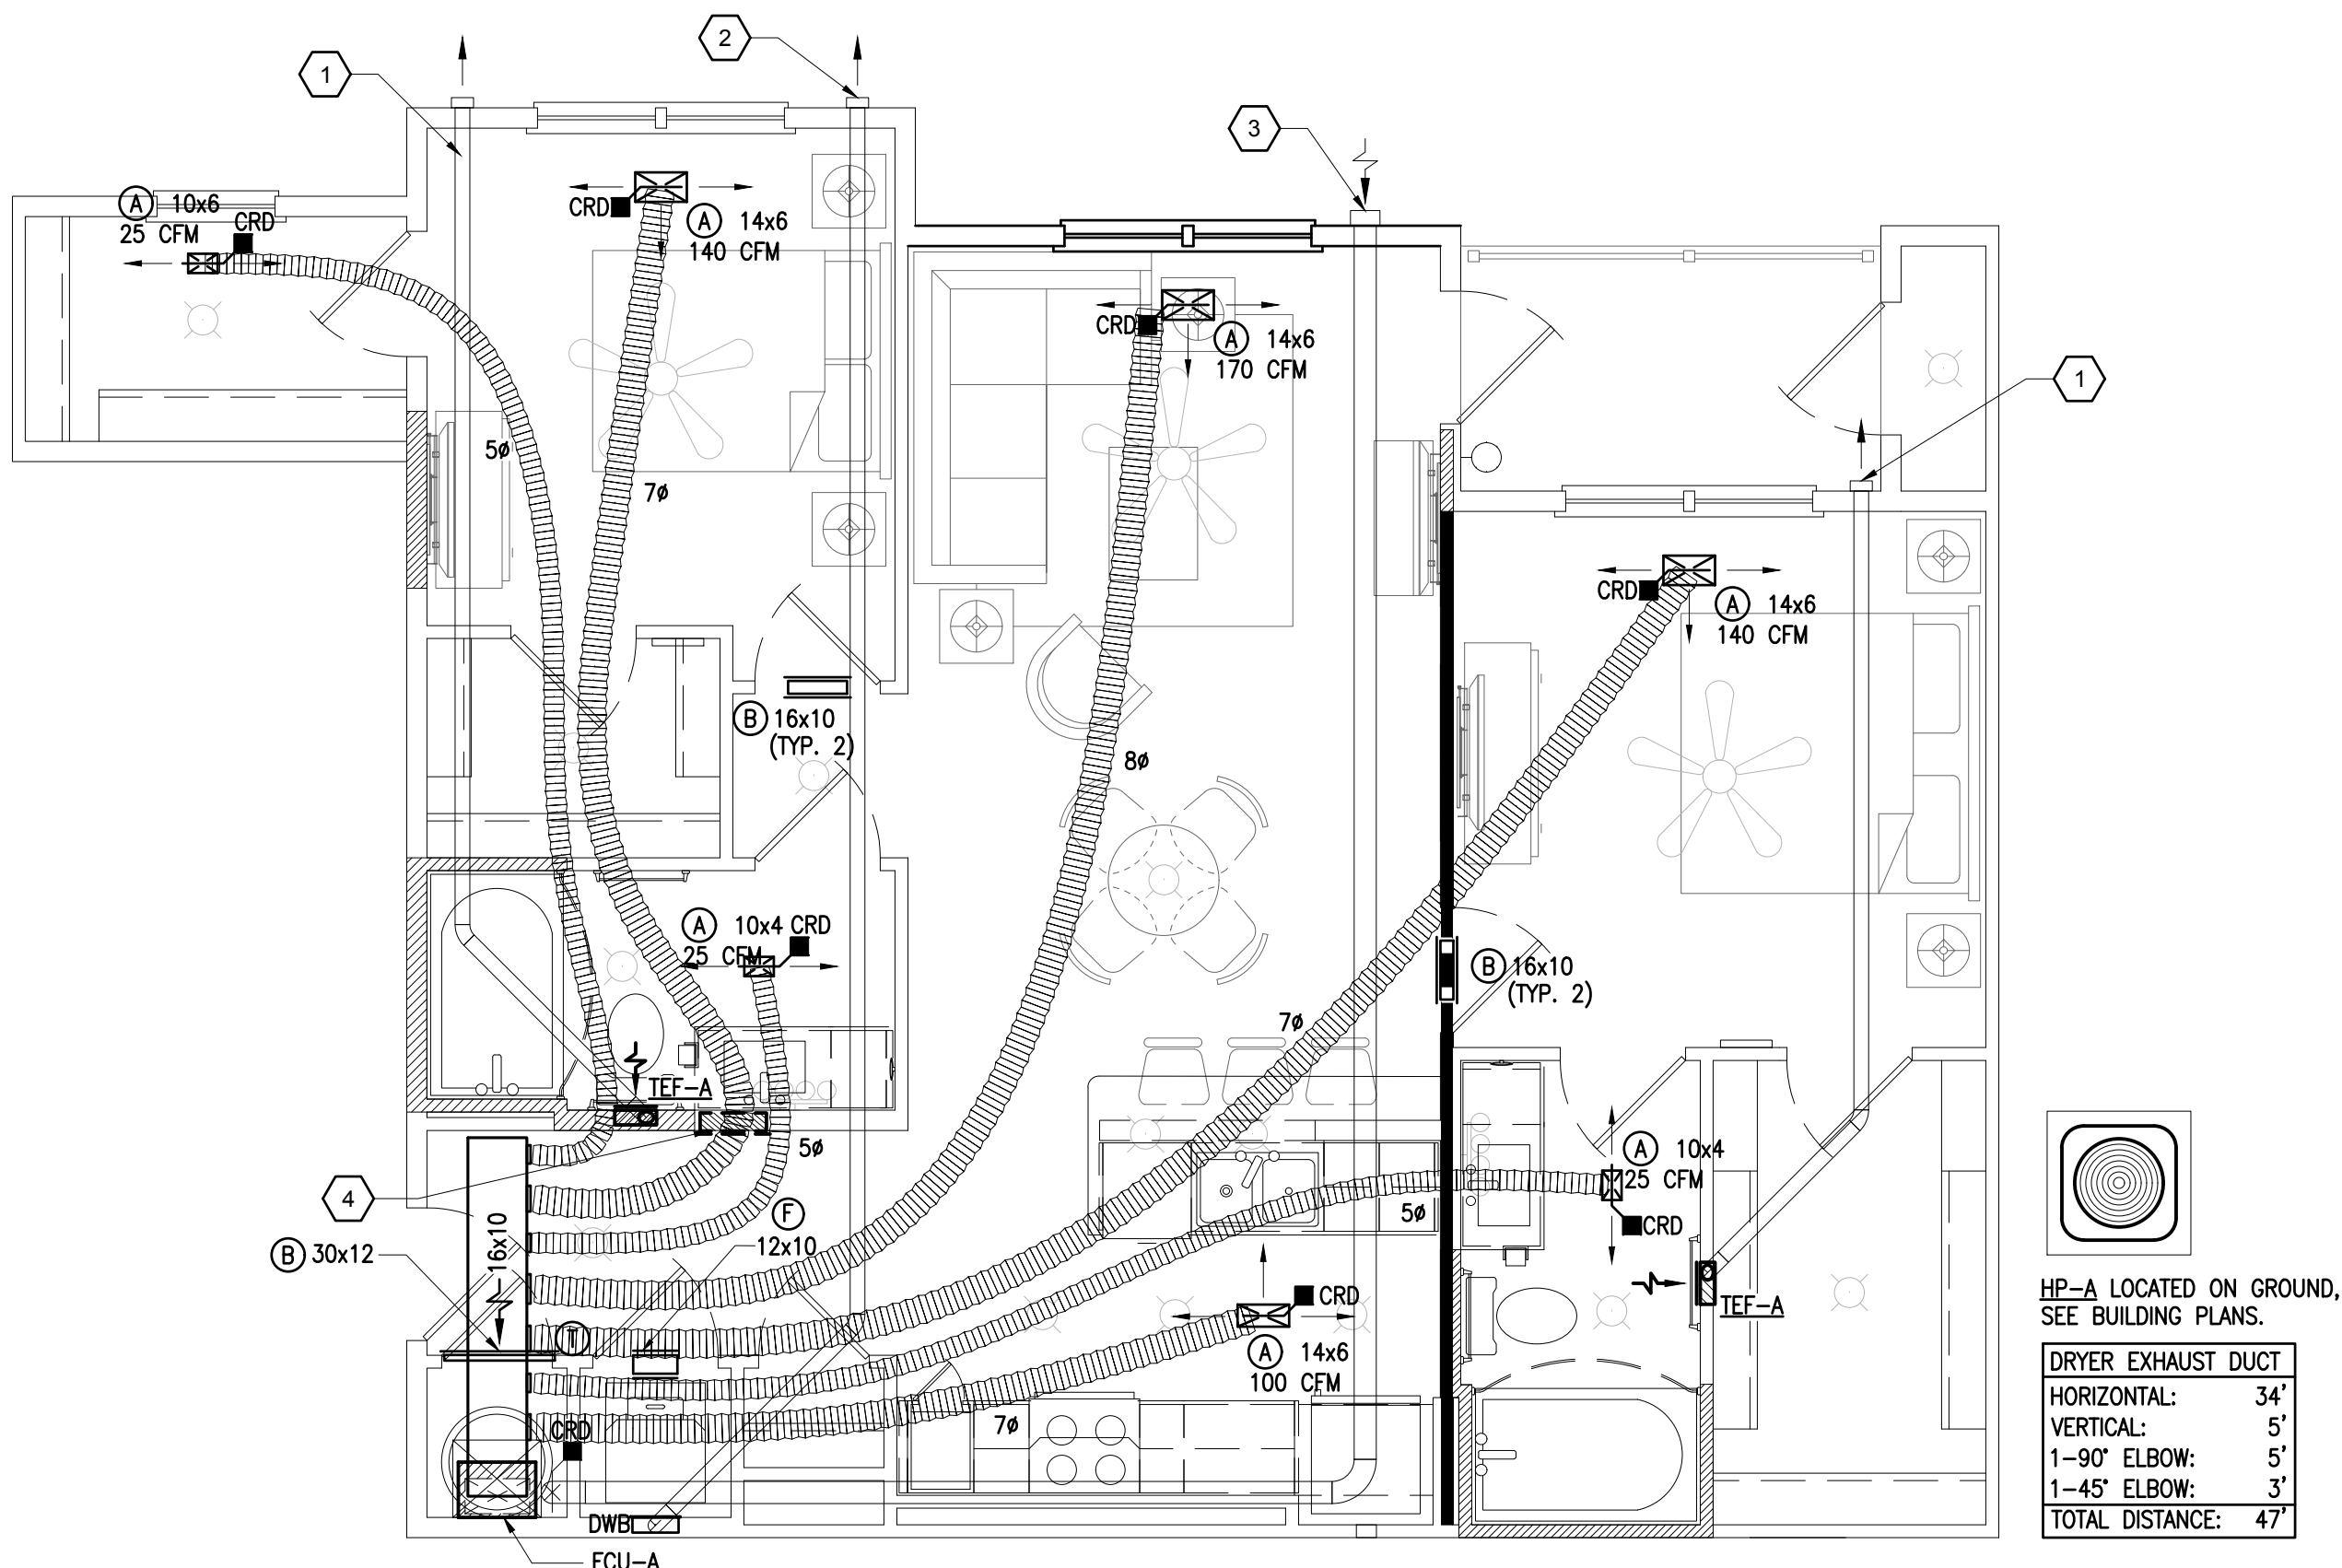 2
1
3
A 10x6
25 CFM
CRD
CRD
A 14x6
140 CFM
CRD
A 14x6
170 CFM
1
5ø
7ø
CRD
A 14x6
140 CFM
B 16x10
(TYP. 2)
8ø
A 10x4 CRD
25 CFM
B 16x10
(TYP. 2)
7ø
TEF-A
5ø
A 10x4
25 CFM
4
5ø
CRD
F
12x10
16x10
B 30x12
CRD
TEF-A
T
A 14x6
100 CFM
7ø
CRD
DWB
FCU-A
HP-A LOCATED ON GROUND,
SEE BUILDING PLANS.
DRYER EXHAUST DUCT
HORIZONTAL: 34'
VERTICAL: 5'
1-90° ELBOW: 5'
1-45° ELBOW: 3'
TOTAL DISTANCE: 47'